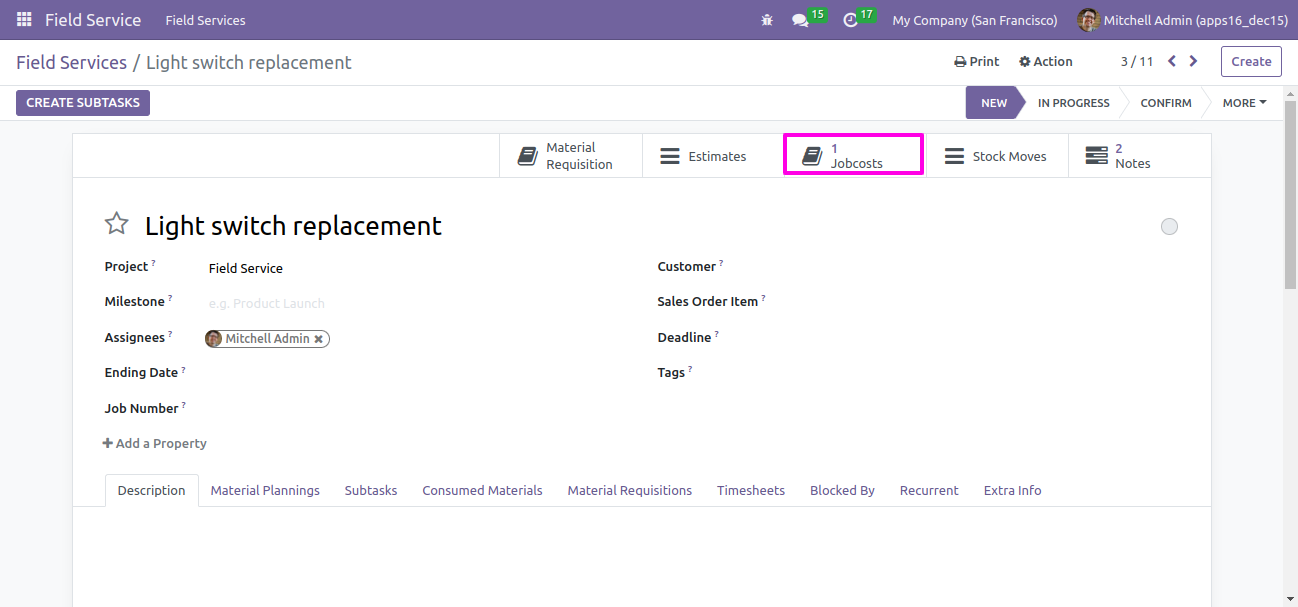 Field Service Field Services 15 17 My Company (San Francisco) Mitchell Admin (apps16_dec15)
Field Services / Light switch replacement Print Action 3 / 11 Create
CREATE SUBTASKS NEW IN PROGRESS CONFIRM MORE
Material Requisition Estimates 1 Jobcosts Stock Moves 2 Notes
Light switch replacement
Project ? Field Service Customer ?
Milestone ? e.g. Product Launch Sales Order Item ?
Assignees ? Mitchell Admin Deadline ?
Ending Date ? Tags ?
Job Number ?
Add a Property
Description Material Plannings Subtasks Consumed Materials Material Requisitions Timesheets Blocked By Recurrent Extra Info